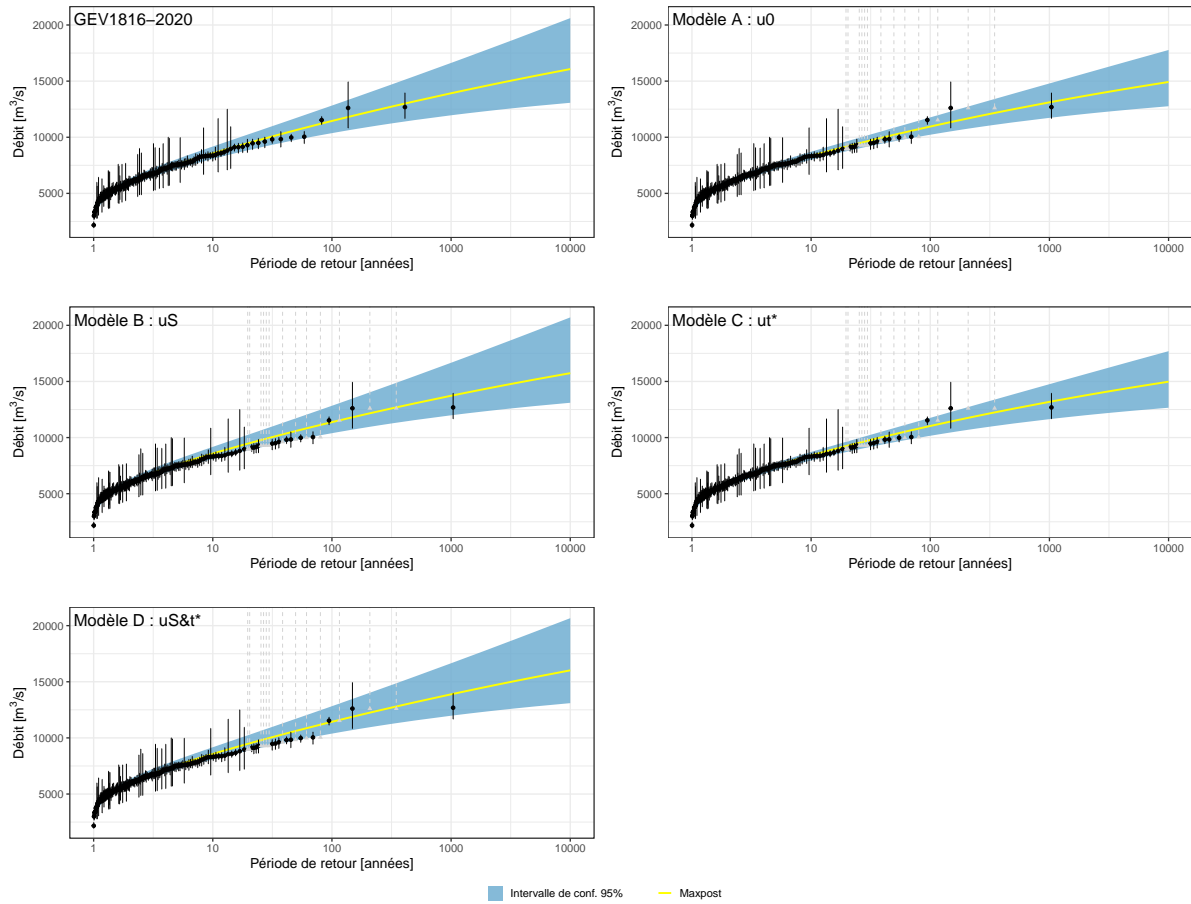 GEV1816−2020
Débit [m³/s]
20000
15000
10000
5000
1
10
100
1000
10000
Période de retour [années]
Modèle A : u0
Débit [m³/s]
20000
15000
10000
5000
1
10
100
1000
10000
Période de retour [années]
Modèle B : uS
Débit [m³/s]
20000
15000
10000
5000
1
10
100
1000
10000
Période de retour [années]
Modèle C : ut*
Débit [m³/s]
20000
15000
10000
5000
1
10
100
1000
10000
Période de retour [années]
Modèle D : uS&t*
Débit [m³/s]
20000
15000
10000
5000
1
10
100
1000
10000
Période de retour [années]
Intervalle de conf. 95%
Maxpost